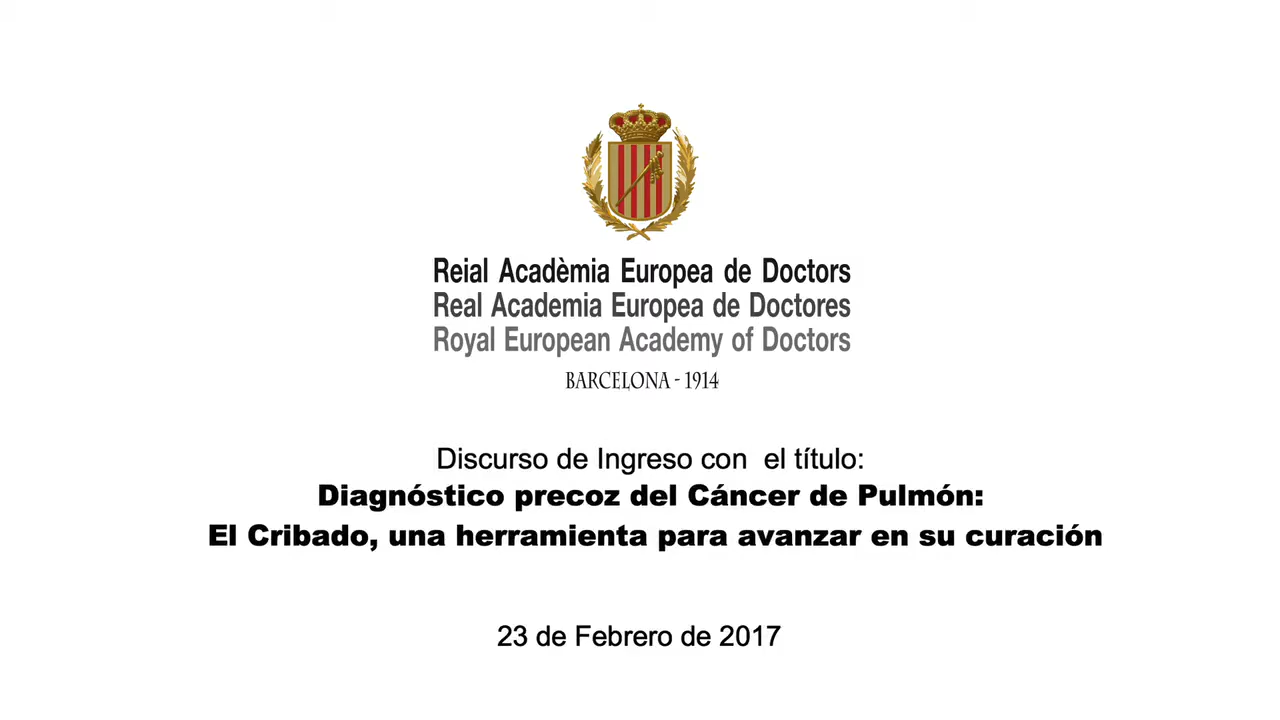 Reial Acadèmia Europea de Doctors
Real Academia Europea de Doctores
Royal European Academy of Doctors
BARCELONA - 1914
Discurso de Ingreso con  el título:
Diagnóstico precoz del Cáncer de Pulmón:
El Cribado, una herramienta para avanzar en su curación
23 de Febrero de 2017